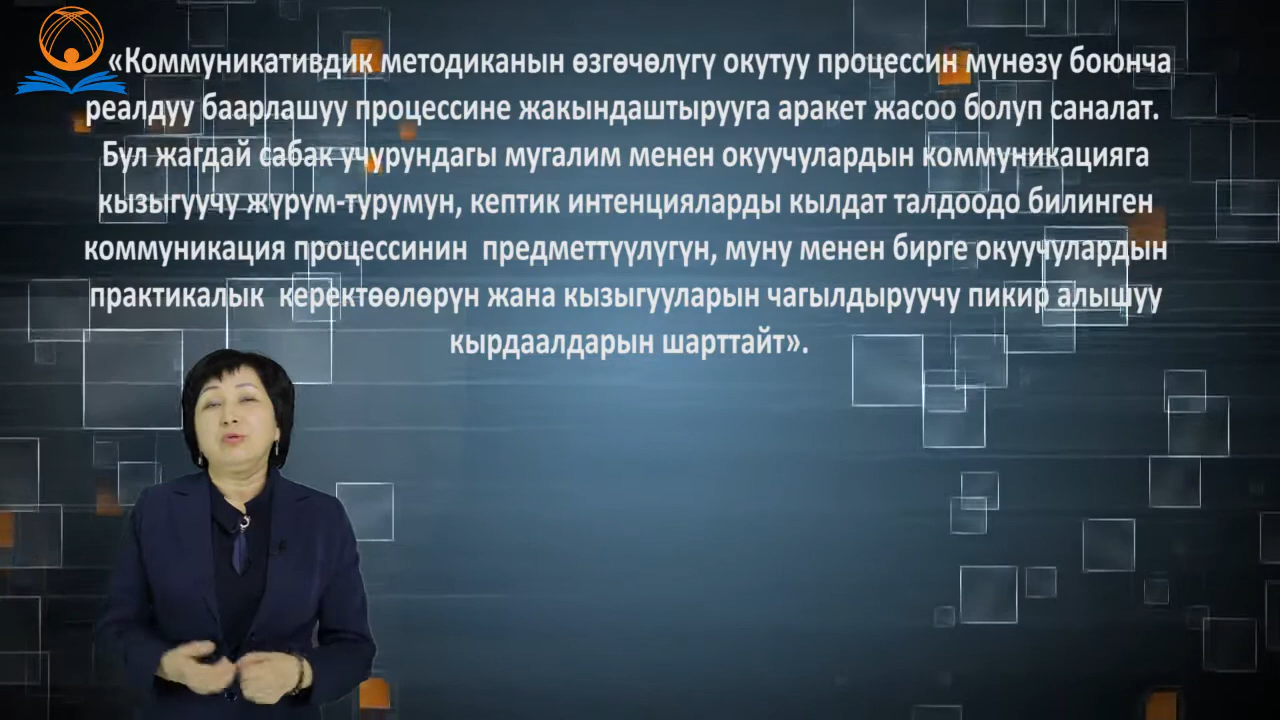 «Коммуникативдик методиканын өзгөчөлүгү окутуу процессин мүнөзү боюнча
реалдуу баарлашуу процессине жакындаштырууга аракет жасоо болуп саналат.
Бул жагдай сабак учурундагы мугалим менен окуучулардын коммуникацияга
кызыгуучу жүрүм-турумун, кептик интенцияларды кылдат талдоодо билинген
коммуникация процессинин предметтүүлүгүн, муну менен бирге окуучулардын
практикалык керектөөлөрүн жана кызыгууларын чагылдыруучу пикир алышуу
кырдаалдарын шарттайт».